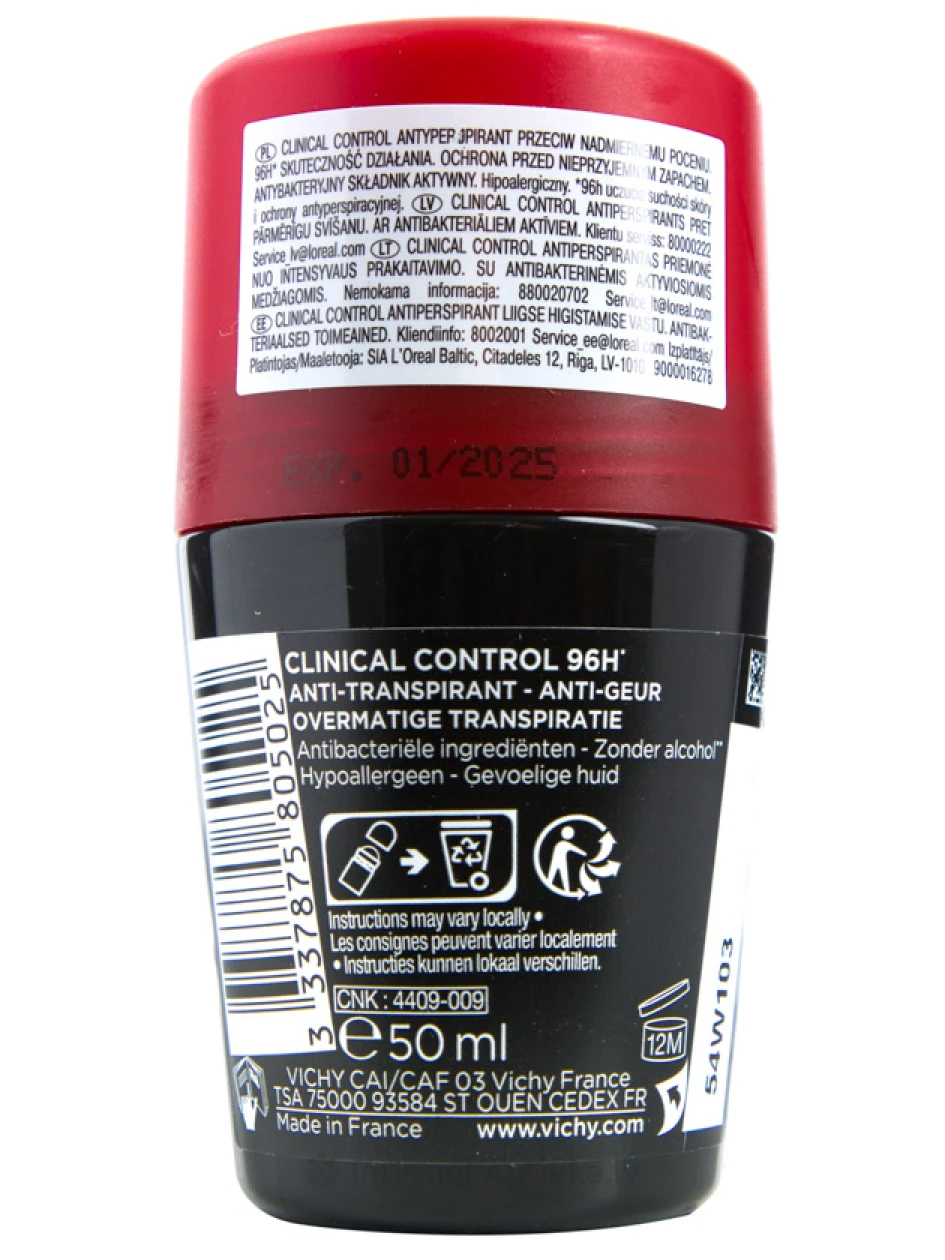 PL CLINICAL CONTROL ANTYPERSPIRANT PRZECIW NADMIERNEMU POCENIU.
96H* SKUTECZNOŚĆ DZIAŁANIA. OCHRONA PRZED NIEPRZYJEMNYM ZAPACHEM.
ANTYBAKTERYJNY SKŁADNIK AKTYWNY. Hipoalergiczny. *96h uczucie suchości skóry
i ochrony antyperspiracyjnej. LV CLINICAL CONTROL ANTIPERSPIRANTS PRET
PĀRMĒRĪGU SVĪŠANU. AR ANTIBAKTERIĀLIEM AKTĪVIEM. Klientu serviss: 80000222
Service_lv@loreal.com LT CLINICAL CONTROL ANTIPERSPIRANTAS PRIEMONĖ
NUO INTENSYVAUS PRAKAITAVIMO. SU ANTIBAKTERINĖMIS AKTYVIOSIOMIS
MEDŽIAGOMIS. Nemokama informacija: 880020702 Service_lt@loreal.com
EE CLINICAL CONTROL ANTIPERSPIRANT LIIGSE HIGISTAMISE VASTU. ANTIBAK-
TERIAALSED TOIMEAINED. Kliendiinfo: 8002001 Service_ee@loreal.com Izplatītājs/
Platintojas/Maaletooja: SIA L'Oreal Baltic, Citadeles 12, Riga, LV-1010 9000016278
EXP. 01/2025
CLINICAL CONTROL 96H*
ANTI-TRANSPIRANT - ANTI-GEUR
OVERMATIGE TRANSPIRATIE
Antibacteriële ingrediënten - Zonder alcohol**
Hypoallergeen - Gevoelige huid
3 337875 805025
Instructions may vary locally •
Les consignes peuvent varier localement
• Instructies kunnen lokaal verschillen.
CNK : 4409-009
e 50 ml
12M
54W103
VICHY CAI/CAF 03 Vichy France
TSA 75000 93584 ST OUEN CEDEX FR
Made in France www.vichy.com